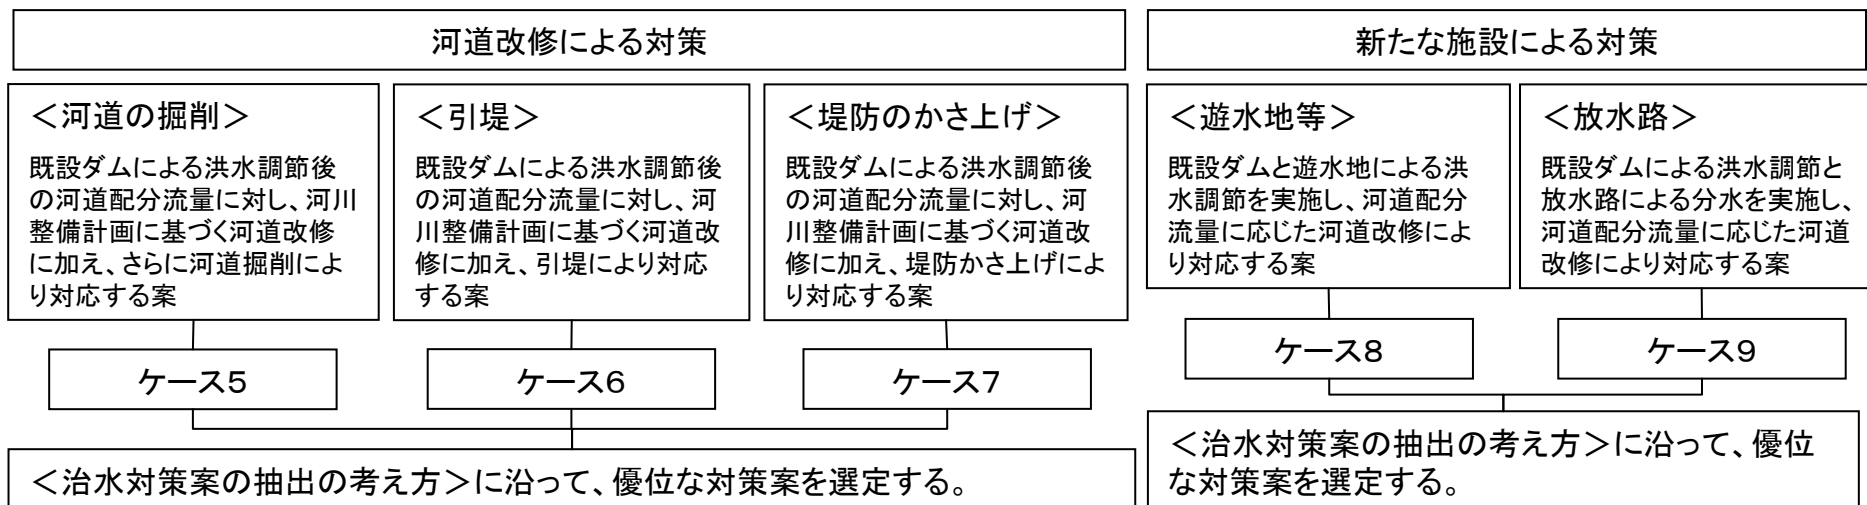 河道改修による対策
新たな施設による対策
＜河道の掘削＞
既設ダムによる洪水調節後
の河道配分流量に対し、河川
整備計画に基づく河道改修
に加え、さらに河道掘削によ
り対応する案
＜引堤＞
既設ダムによる洪水調節後
の河道配分流量に対し、河
川整備計画に基づく河道改
修に加え、引堤により対応
する案
＜堤防のかさ上げ＞
既設ダムによる洪水調節後
の河道配分流量に対し、河
川整備計画に基づく河道改
修に加え、堤防かさ上げによ
り対応する案
＜遊水地等＞
既設ダムと遊水地による洪
水調節を実施し、河道配分
流量に応じた河道改修によ
り対応する案
＜放水路＞
既設ダムによる洪水調節と
放水路による分水を実施し、
河道配分流量に応じた河道
改修により対応する案
ケース5
ケース6
ケース7
ケース8
ケース9
＜治水対策案の抽出の考え方＞に沿って、優位な対策案を選定する。
＜治水対策案の抽出の考え方＞に沿って、優位
な対策案を選定する。